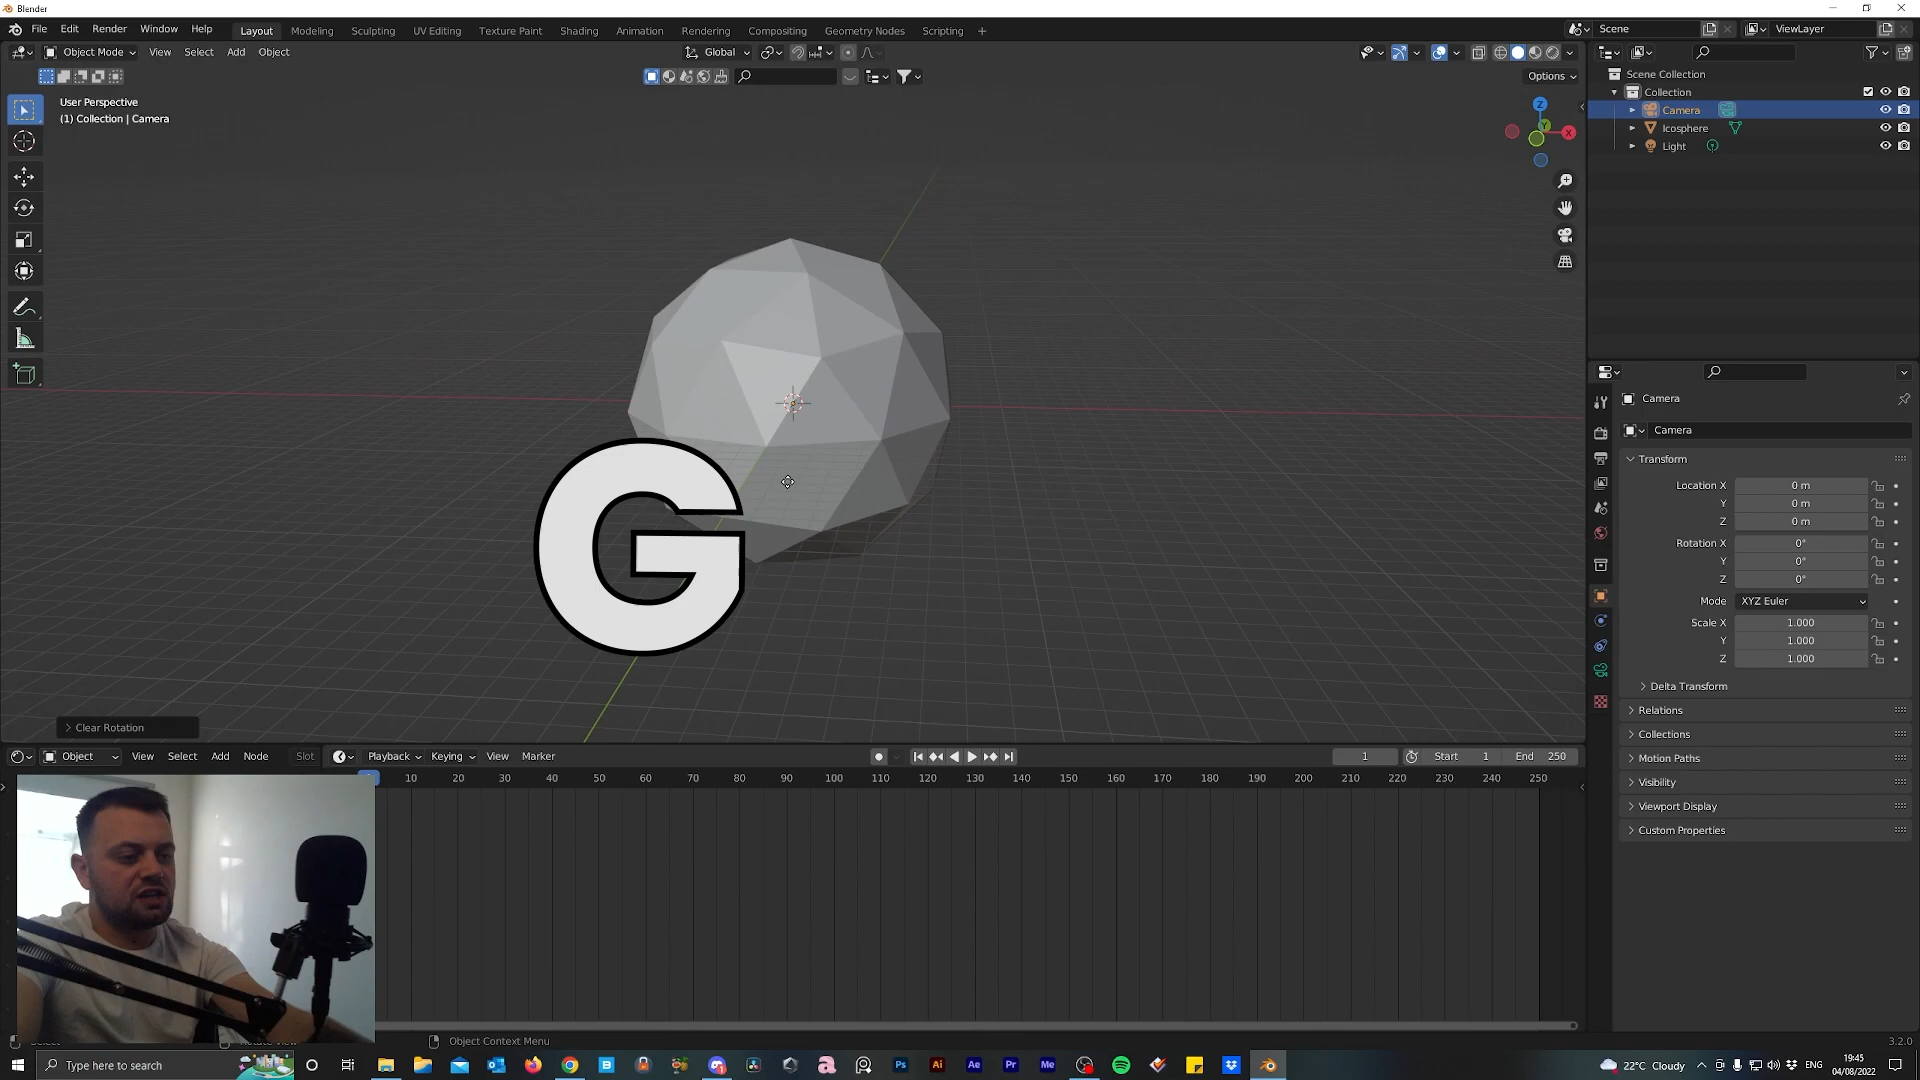 Blender
File Edit Render Window Help Layout Modeling Sculpting UV Editing Texture Paint Shading Animation Rendering Compositing Geometry Nodes Scripting + Scene ViewLayer
Object Mode View Select Add Object Global
Options
User Perspective
(1) Collection | Camera
Z
Y
X
Scene Collection
Collection
Camera
Icosphere
Light
G
Camera
Camera
Transform
Location X 0 m
Y 0 m
Z 0 m
Rotation X 0°
Y 0°
Z 0°
Mode XYZ Euler
Scale X 1.000
Y 1.000
Z 1.000
Delta Transform
Relations
Collections
Motion Paths
Visibility
Viewport Display
Custom Properties
Clear Rotation
Object View Select Add Object Slot Playback Keying View Marker 1 Start 1 End 250
10 20 30 40 50 60 70 80 90 100 110 120 130 140 150 160 170 180 190 200 210 220 230 240 250
Object Context Menu
3.2.0
Type here to search
Ps Ai Ae Pr Me
22°C Cloudy ENG
19:45
04/08/2022